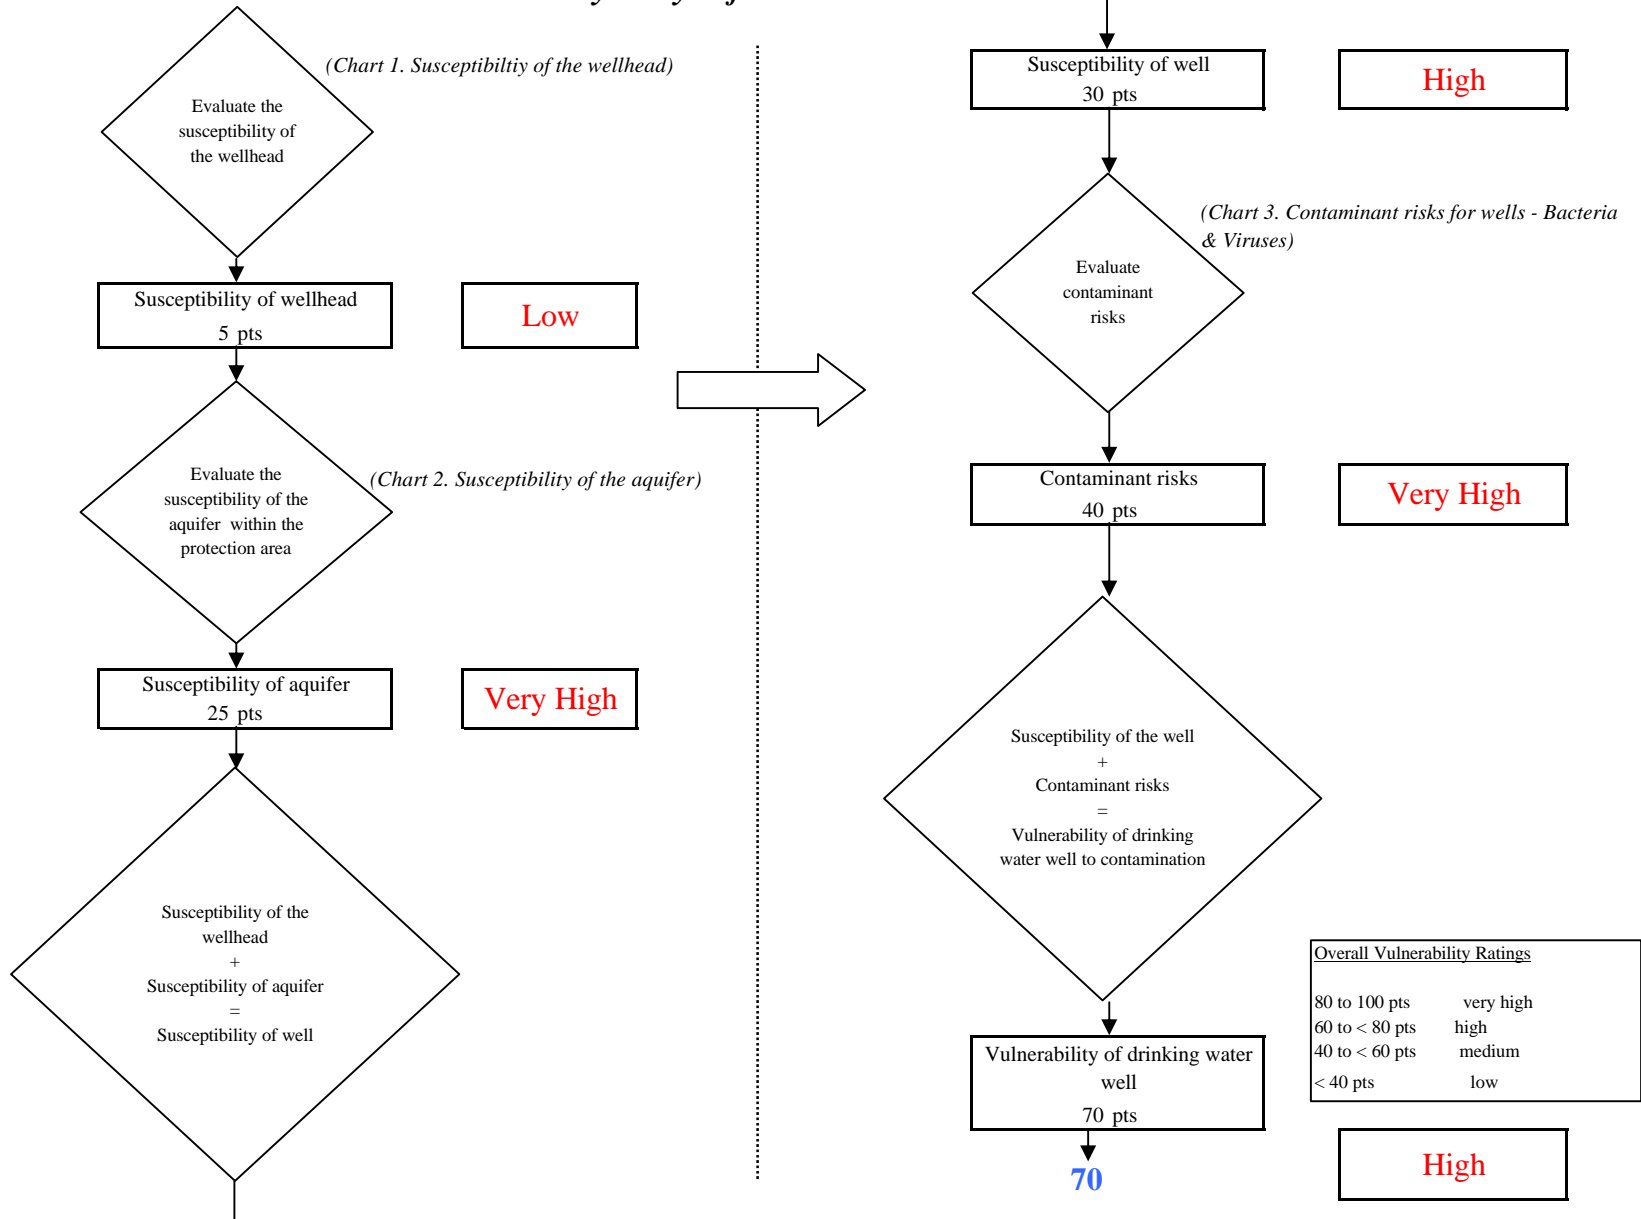 (Chart 1. Susceptibiltiy of the wellhead)
Evaluate the
susceptibility of
the wellhead
Susceptibility of wellhead
5 pts
Low
(Chart 2. Susceptibility of the aquifer)
Evaluate the
susceptibility of the
aquifer within the
protection area
Susceptibility of aquifer
25 pts
Very High
Susceptibility of the
wellhead
+
Susceptibility of aquifer
=
Susceptibility of well
Susceptibility of well
30 pts
High
(Chart 3. Contaminant risks for wells - Bacteria
& Viruses)
Evaluate
contaminant
risks
Contaminant risks
40 pts
Very High
Susceptibility of the well
+
Contaminant risks
=
Vulnerability of drinking
water well to contamination
Overall Vulnerability Ratings
80 to 100 pts very high
60 to < 80 pts high
40 to < 60 pts medium
< 40 pts low
Vulnerability of drinking water
well
70 pts
70
High